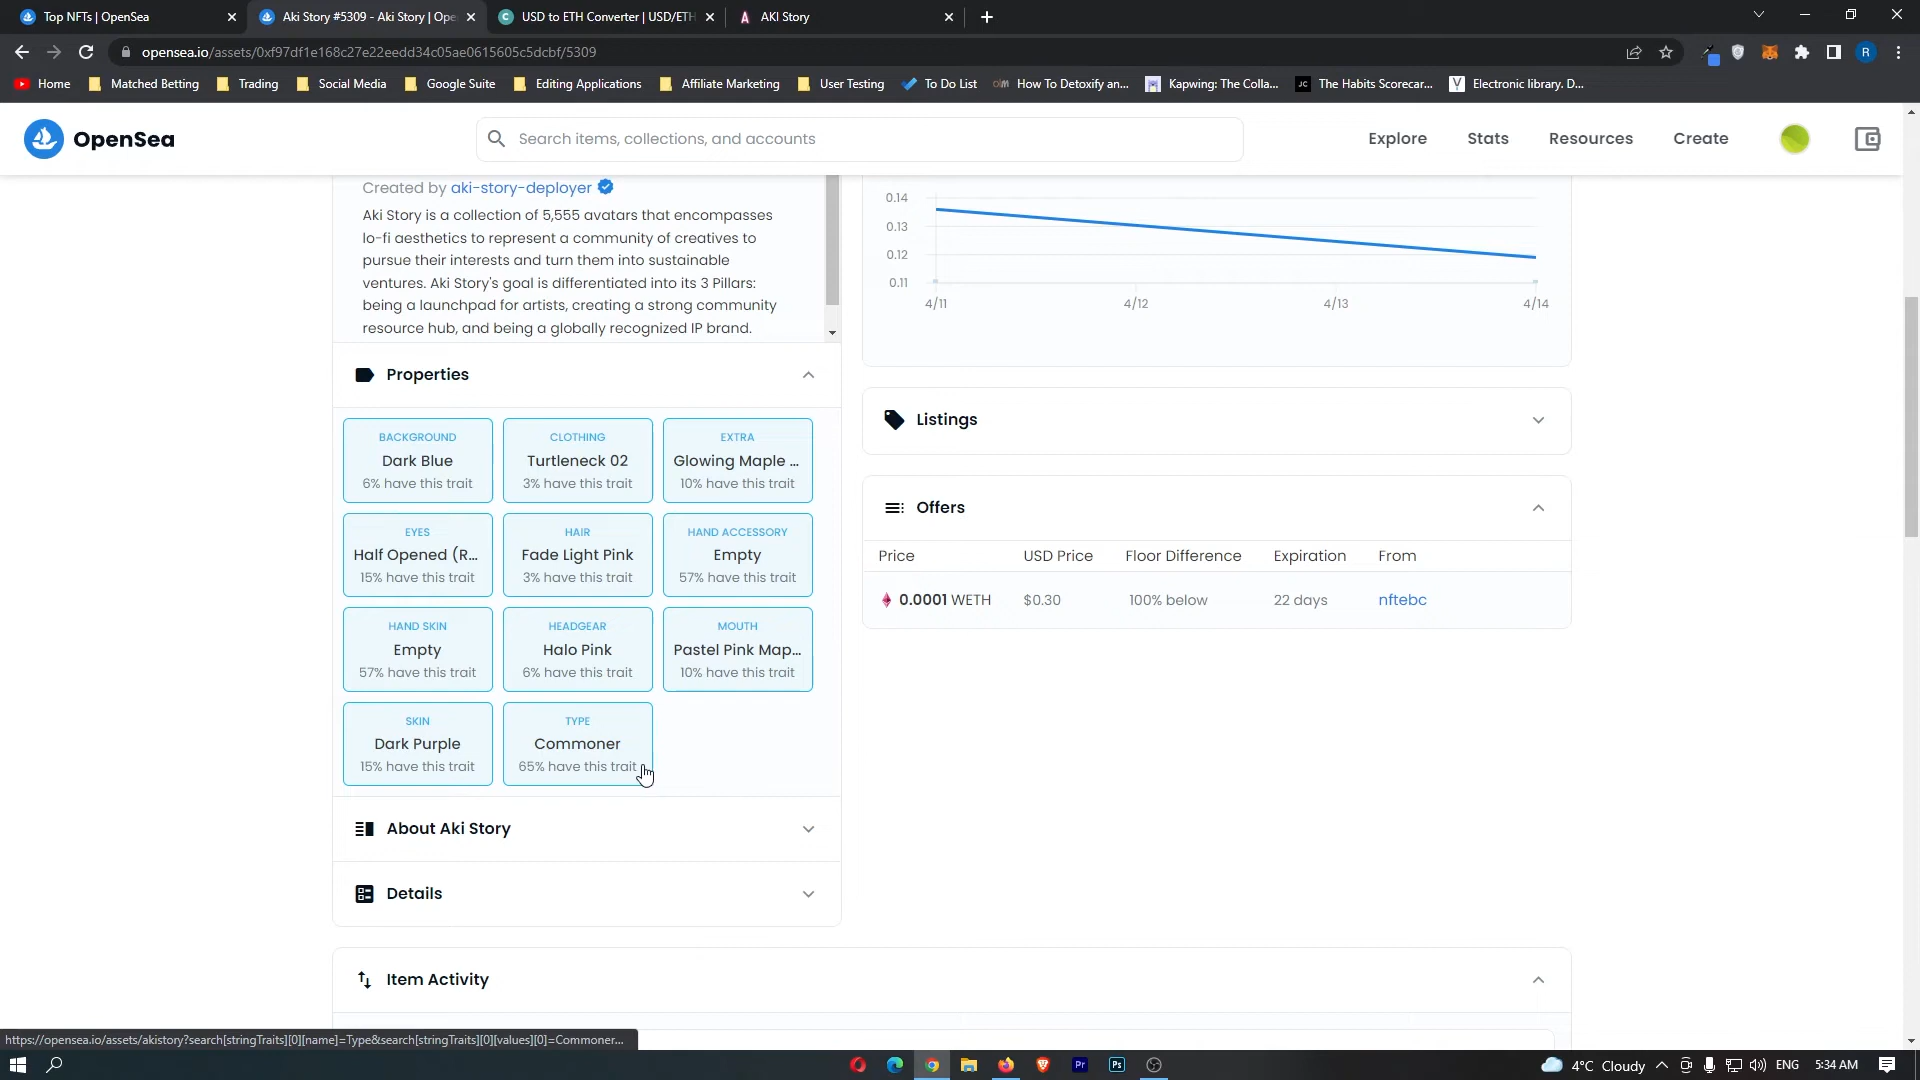 Top NFTs | OpenSea
Aki Story #5309 - Aki Story | Ope
USD to ETH Converter | USD/ETH
AKI Story
opensea.io/assets/0xf97df1e168c27e22eedd34c05ae0615605c5dcbf/5309
R
Home
Matched Betting
Trading
Social Media
Google Suite
Editing Applications
Affiliate Marketing
User Testing
To Do List
How To Detoxify an...
Kapwing: The Colla...
JC
The Habits Scorecar...
Electronic library. D...
OpenSea
Search items, collections, and accounts
Explore
Stats
Resources
Create
Created by aki-story-deployer
Aki Story is a collection of 5,555 avatars that encompasses
lo-fi aesthetics to represent a community of creatives to
pursue their interests and turn them into sustainable
ventures. Aki Story's goal is differentiated into its 3 Pillars:
being a launchpad for artists, creating a strong community
resource hub, and being a globally recognized IP brand.
Properties
BACKGROUND
Dark Blue
6% have this trait
CLOTHING
Turtleneck 02
3% have this trait
EXTRA
Glowing Maple ...
10% have this trait
EYES
Half Opened (R...
15% have this trait
HAIR
Fade Light Pink
3% have this trait
HAND ACCESSORY
Empty
57% have this trait
HAND SKIN
Empty
57% have this trait
HEADGEAR
Halo Pink
6% have this trait
MOUTH
Pastel Pink Map...
10% have this trait
SKIN
Dark Purple
15% have this trait
TYPE
Commoner
65% have this trait
About Aki Story
Details
0.14
0.13
0.12
0.11
4/11
4/12
4/13
4/14
Listings
Offers
Price
USD Price
Floor Difference
Expiration
From
0.0001 WETH
$0.30
100% below
22 days
nftebc
Item Activity
https://opensea.io/assets/akistory?search[stringTraits][0][name]=Type&search[stringTraits][0][values][0]=Commoner...
Pr
Ps
4°C Cloudy
ENG
5:34 AM